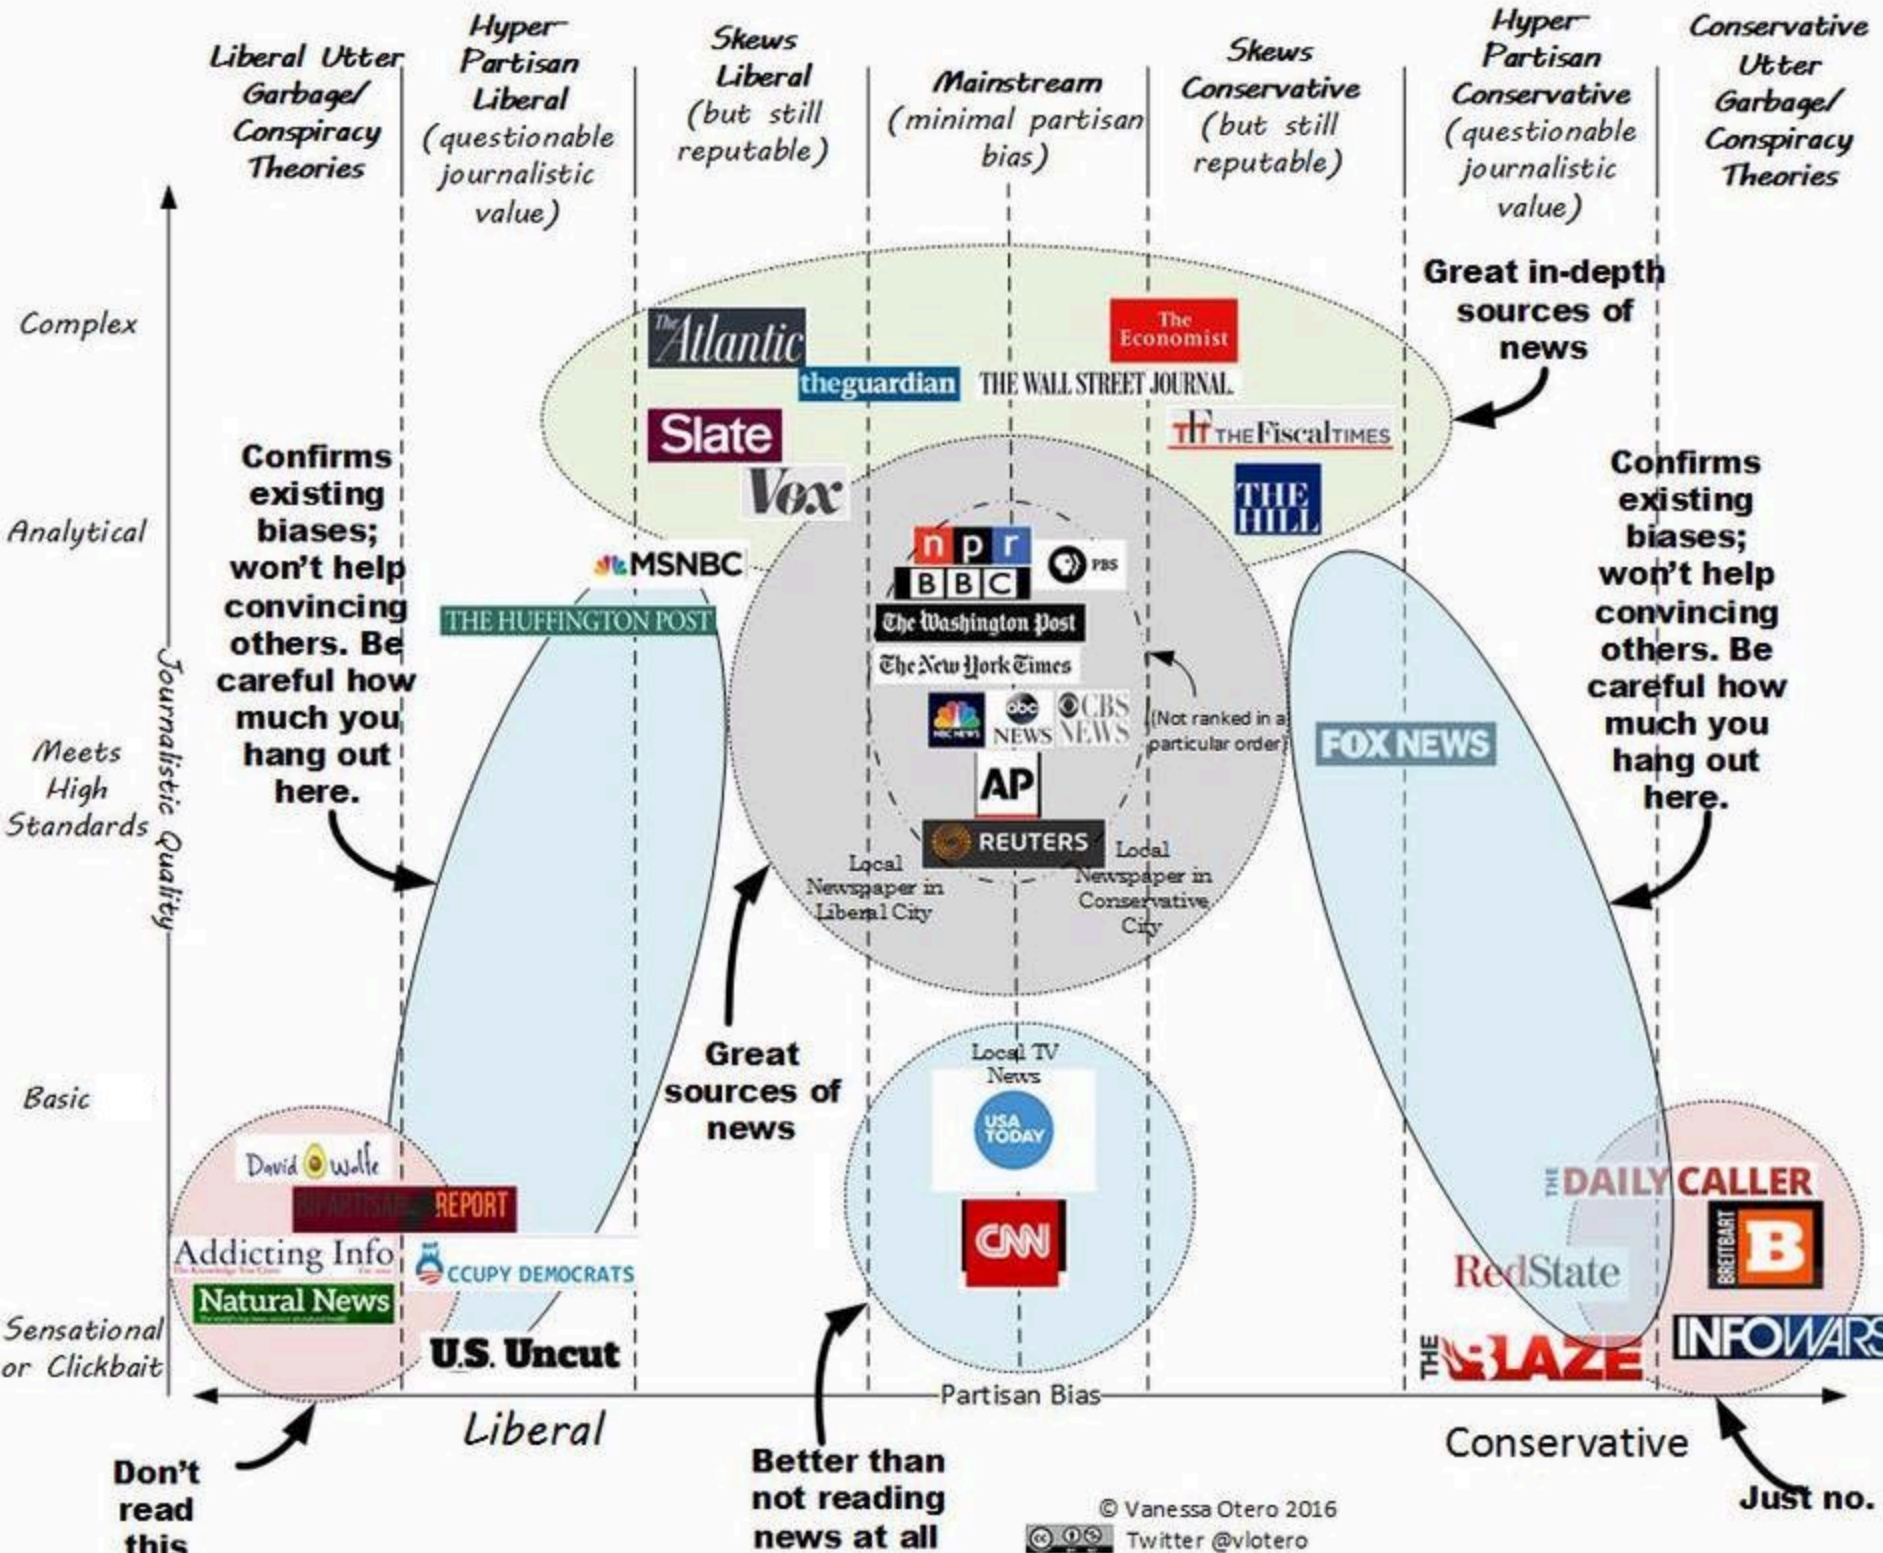 Liberal Utter
Garbage/
Conspiracy
Theories
Hyper-
Partisan
Liberal
(questionable
journalistic
value)
Skews
Liberal
(but still
reputable)
Mainstream
(minimal partisan
bias)
Skews
Conservative
(but still
reputable)
Hyper-
Partisan
Conservative
(questionable
journalistic
value)
Conservative
Utter
Garbage/
Conspiracy
Theories
Great in-depth
sources of
news
Complex
Analytical
Journalistic Quality
Meets
High
Standards
Basic
Sensational
or Clickbait
The Atlantic
The
Economist
theguardian
THE WALL STREET JOURNAL.
Slate
TFT THE FiscalTIMES
Vox
THE
HILL
Confirms
existing
biases;
won't help
convincing
others. Be
careful how
much you
hang out
here.
MSNBC
THE HUFFINGTON POST
npr
PBS
BBC
The Washington Post
The New York Times
NBC NEWS
abc
NEWS
CBS
NEWS
(Not ranked in a
particular order)
AP
REUTERS
Local
Newspaper in
Liberal City
Local
Newspaper in
Conservative
City
FOX NEWS
Confirms
existing
biases;
won't help
convincing
others. Be
careful how
much you
hang out
here.
Great
sources of
news
Local TV
News
USA
TODAY
CNN
David Wolfe
BIPARTISAN REPORT
Addicting Info
OCCUPY DEMOCRATS
Natural News
U.S. Uncut
THE DAILY CALLER
BREITBART
B
RedState
INFOWARS
THE BLAZE
Partisan Bias
Liberal
Conservative
Don't
read
this
Better than
not reading
news at all
Just no.
© Vanessa Otero 2016
cc
Twitter @vlotero